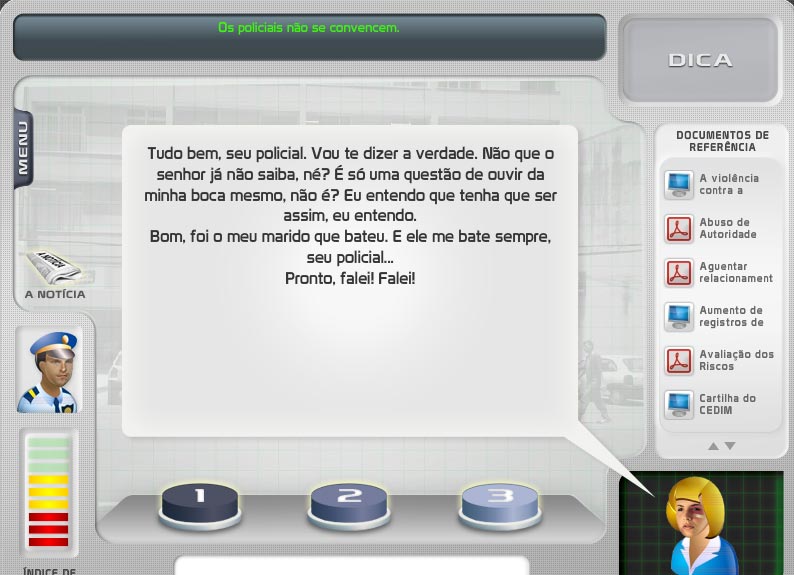 Os policiais não se convencem.
DICA
MENU
Tudo bem, seu policial. Vou te dizer a verdade. Não que o
senhor já não saiba, né? É só uma questão de ouvir da
minha boca mesmo, não é? Eu entendo que tenha que ser
assim, eu entendo.
Bom, foi o meu marido que bateu. E ele me bate sempre,
seu policial...
Pronto, falei! Falei!
A NOTÍCIA
A NOTÍCIA
DOCUMENTOS DE
REFERÊNCIA
A violência
contra a
Abuso de
Autoridade
Aguentar
relacionament
Aumento de
registros de
Avaliação dos
Riscos
Cartilha do
CEDIM
1
2
3
ÍNDICE DE